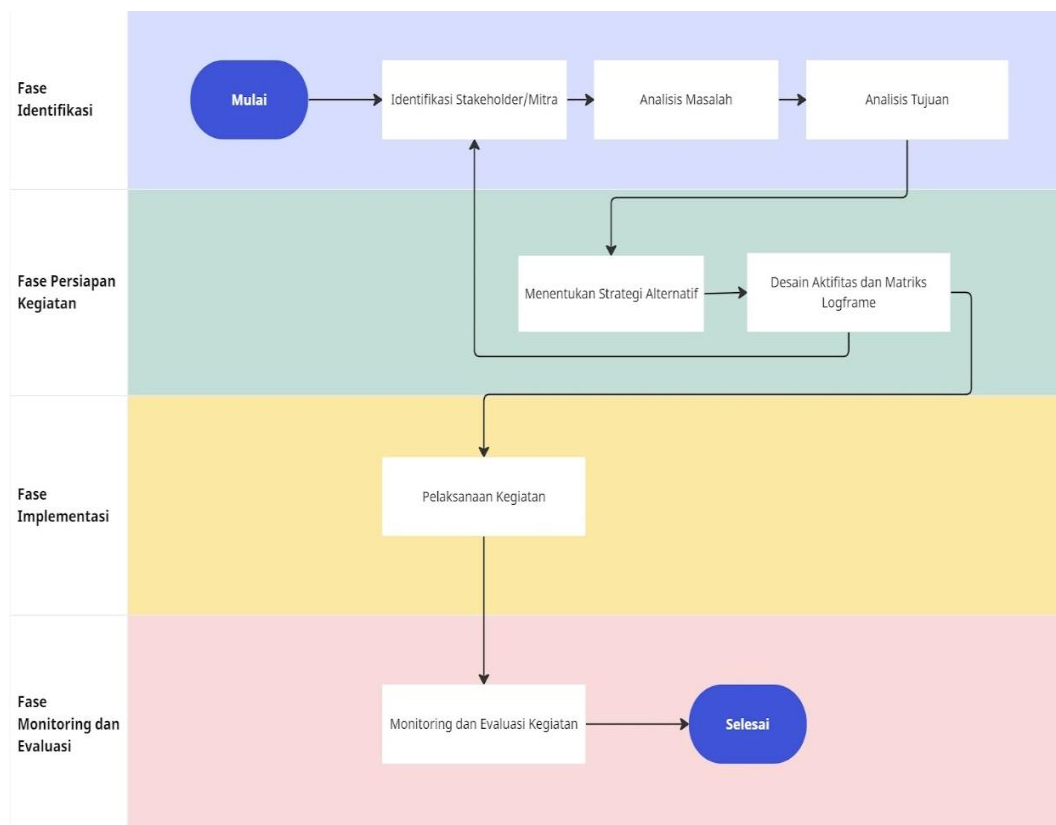 Fase
Identifikasi
Mulai
Identifikasi Stakeholder/Mitra
Analisis Masalah
Analisis Tujuan
Fase Persiapan
Kegiatan
Menentukan Strategi Alternatif
Desain Aktifitas dan Matriks
Logframe
Fase
Implementasi
Pelaksanaan Kegiatan
Fase
Monitoring dan
Evaluasi
Monitoring dan Evaluasi Kegiatan
Selesai